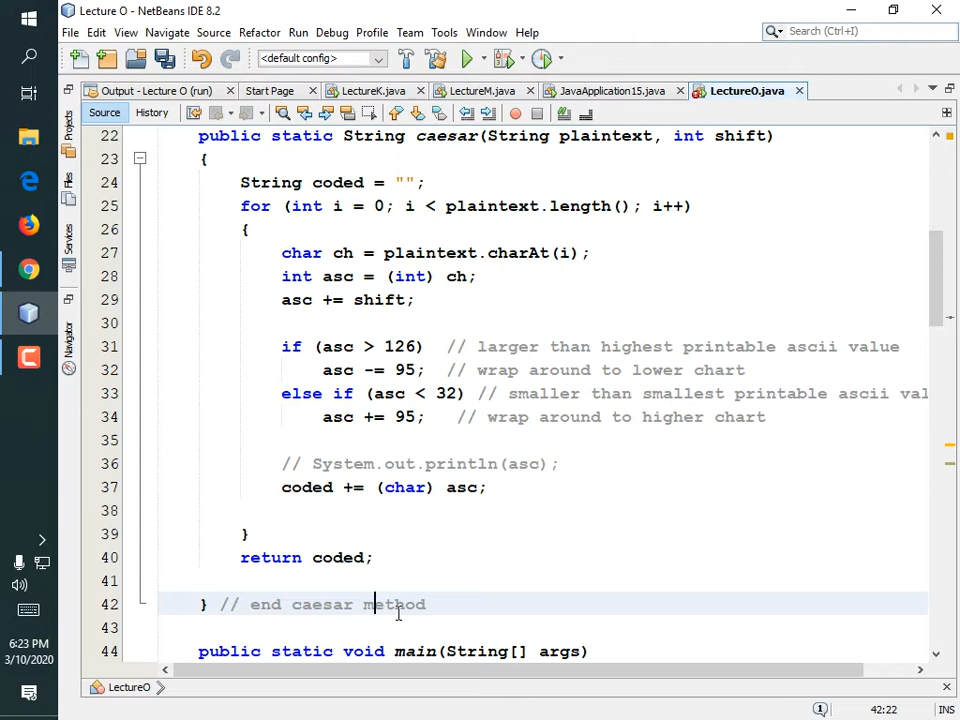 Lecture O - NetBeans IDE 8.2
File Edit View Navigate Source Refactor Run Debug Profile Team Tools Window Help
Search (Ctrl+I)
<default config>
Output - Lecture O (run) Start Page LectureK.java LectureM.java JavaApplication15.java LectureO.java
Source History
Projects
Files
Services
Navigator
22 public static String caesar(String plaintext, int shift)
23 {
24 String coded = "";
25 for (int i = 0; i < plaintext.length(); i++)
26 {
27 char ch = plaintext.charAt(i);
28 int asc = (int) ch;
29 asc += shift;
30
31 if (asc > 126) // larger than highest printable ascii value
32 asc -= 95; // wrap around to lower chart
33 else if (asc < 32) // smaller than smallest printable ascii val
34 asc += 95; // wrap around to higher chart
35
36 // System.out.println(asc);
37 coded += (char) asc;
38
39 }
40 return coded;
41
42 } // end caesar method
43
44 public static void main(String[] args)
LectureO
42:22 INS
6:23 PM
3/10/2020